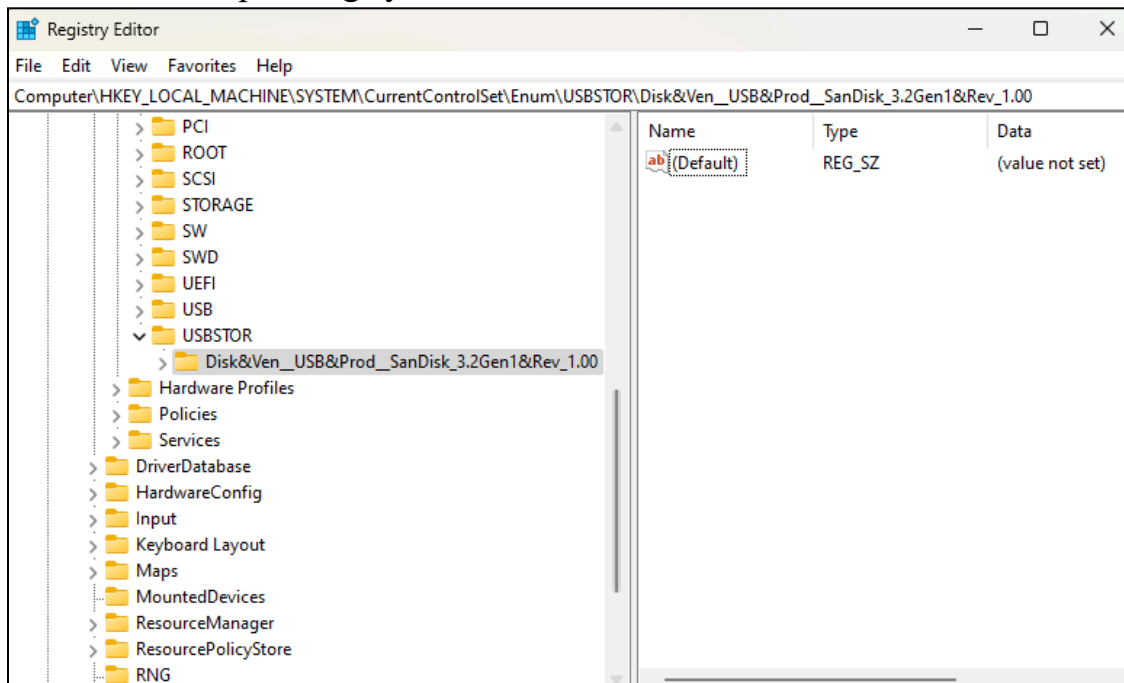 Registry Editor
File Edit View Favorites Help
Computer\HKEY_LOCAL_MACHINE\SYSTEM\CurrentControlSet\Enum\USBSTOR\Disk&Ven__USB&Prod__SanDisk_3.2Gen1&Rev_1.00
PCI
ROOT
SCSI
STORAGE
SW
SWD
UEFI
USB
USBSTOR
Disk&Ven__USB&Prod__SanDisk_3.2Gen1&Rev_1.00
Hardware Profiles
Policies
Services
DriverDatabase
HardwareConfig
Input
Keyboard Layout
Maps
MountedDevices
ResourceManager
ResourcePolicyStore
RNG
Name Type Data
ab (Default) REG_SZ (value not set)